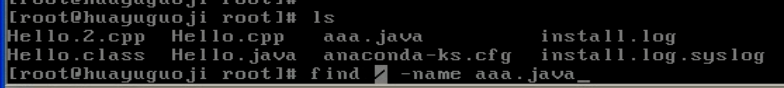 [root@huayuguoji root]# ls
Hello.2.cpp Hello.cpp aaa.java install.log
Hello.class Hello.java anaconda-ks.cfg install.log.syslog
[root@huayuguoji root]# find / -name aaa.java_